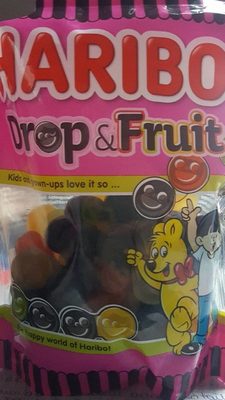 HARIBO
Drop & Fruit
Kids and grown-ups love it so ...
happy world of Haribo!